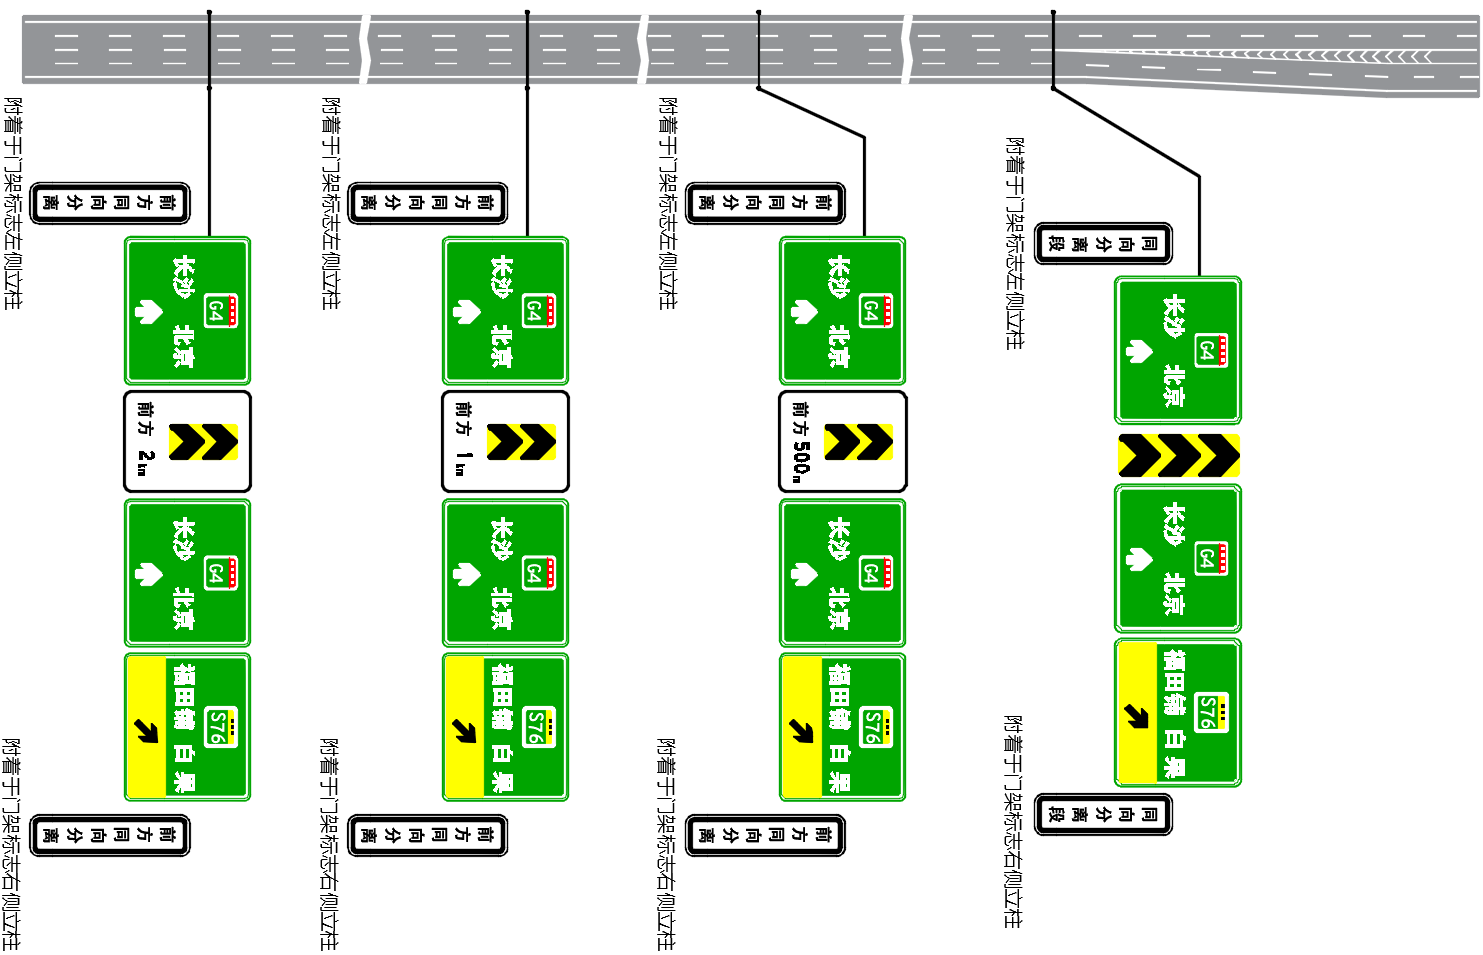 附着于门架标志左侧立柱
前方同向分离
G4
长沙 北京
前方 2km
G4
长沙 北京
S76
福田铺 白果
前方同向分离
附着于门架标志右侧立柱
附着于门架标志左侧立柱
前方同向分离
G4
长沙 北京
前方 1km
G4
长沙 北京
S76
福田铺 白果
前方同向分离
附着于门架标志右侧立柱
附着于门架标志左侧立柱
前方同向分离
G4
长沙 北京
前方 500m
G4
长沙 北京
S76
福田铺 白果
前方同向分离
附着于门架标志右侧立柱
附着于门架标志左侧立柱
同向分离段
G4
长沙 北京
G4
长沙 北京
S76
福田铺 白果
同向分离段
附着于门架标志右侧立柱